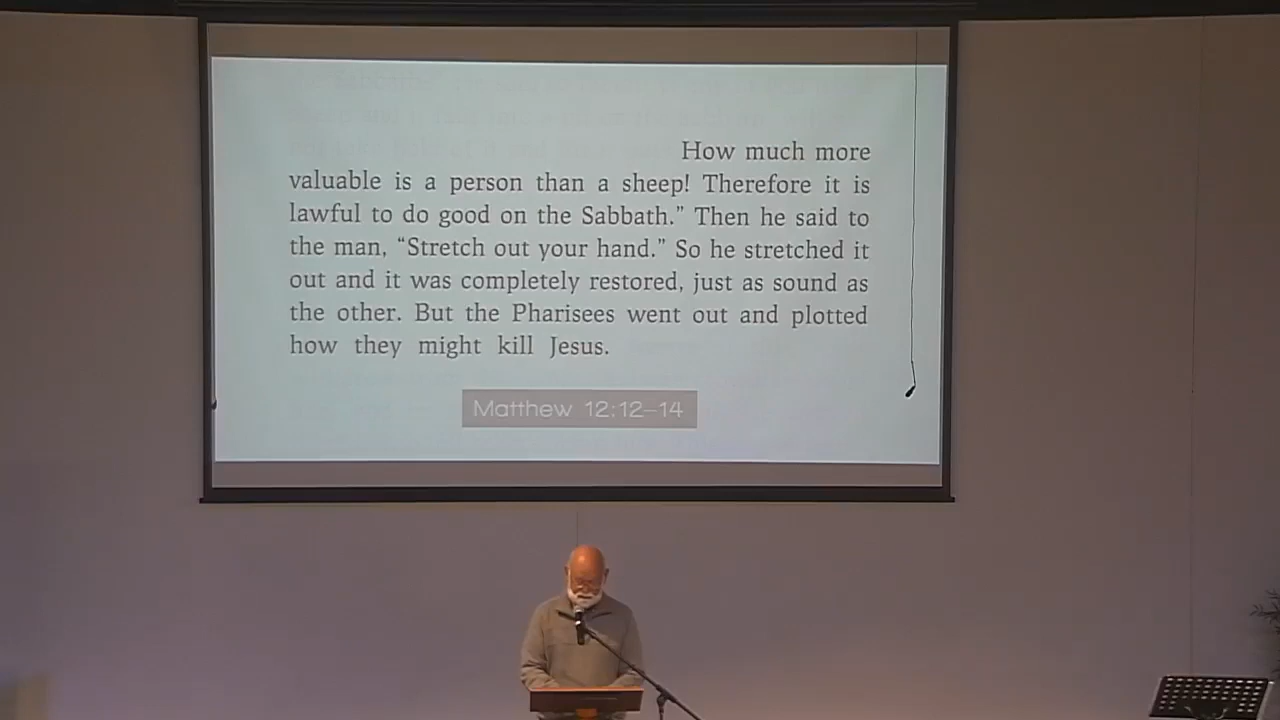 How much more
valuable is a person than a sheep! Therefore it is
lawful to do good on the Sabbath.” Then he said to
the man, “Stretch out your hand.” So he stretched it
out and it was completely restored, just as sound as
the other. But the Pharisees went out and plotted
how they might kill Jesus.
Matthew 12:12–14